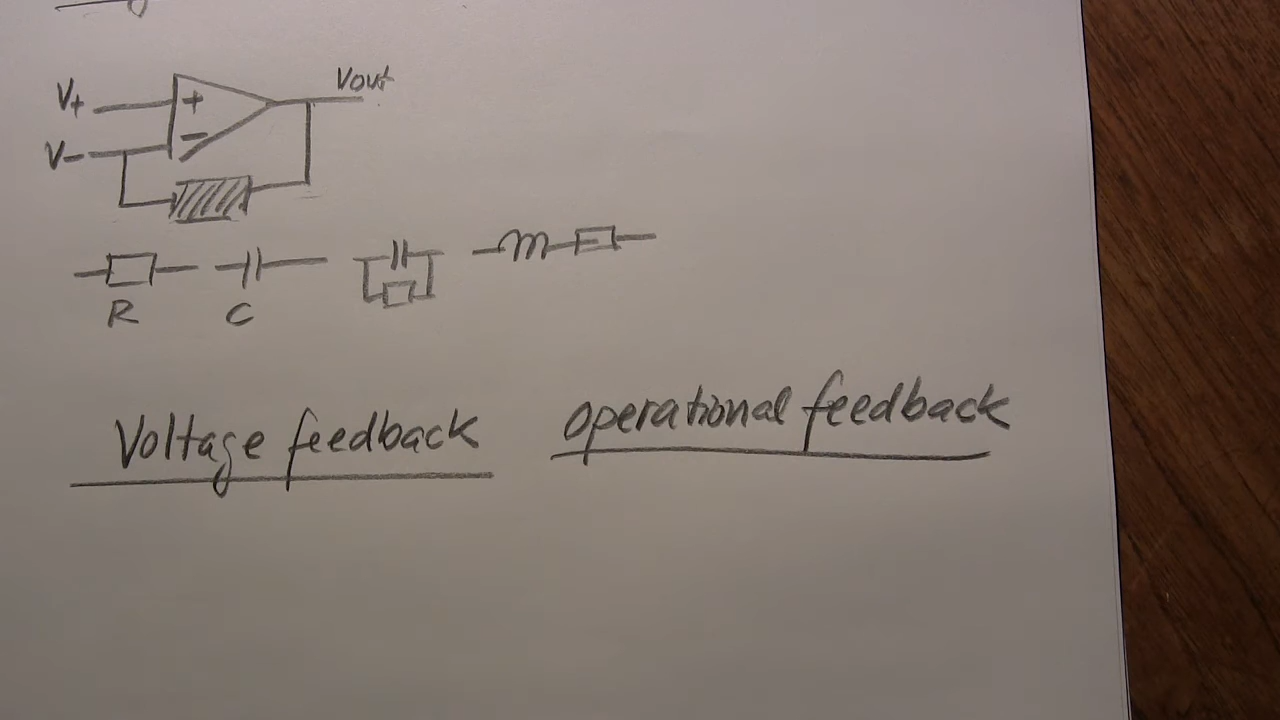 Vout
V+
+
V-
-
R
C
Voltage feedback
operational feedback